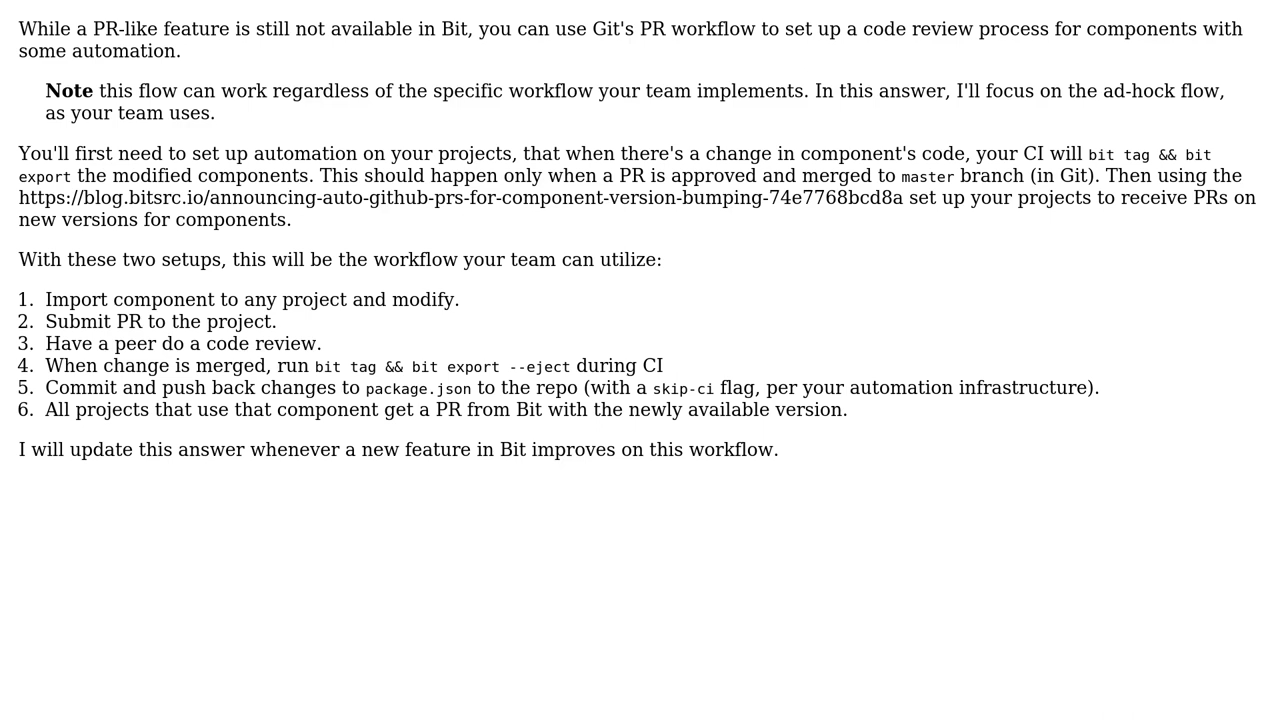 While a PR-like feature is still not available in Bit, you can use Git's PR workflow to set up a code review process for components with
some automation.
Note this flow can work regardless of the specific workflow your team implements. In this answer, I'll focus on the ad-hock flow,
as your team uses.
You'll first need to set up automation on your projects, that when there's a change in component's code, your CI will bit tag && bit
export the modified components. This should happen only when a PR is approved and merged to master branch (in Git). Then using the
https://blog.bitsrc.io/announcing-auto-github-prs-for-component-version-bumping-74e7768bcd8a set up your projects to receive PRs on
new versions for components.
With these two setups, this will be the workflow your team can utilize:
1. Import component to any project and modify.
2. Submit PR to the project.
3. Have a peer do a code review.
4. When change is merged, run bit tag && bit export --eject during CI
5. Commit and push back changes to package.json to the repo (with a skip-ci flag, per your automation infrastructure).
6. All projects that use that component get a PR from Bit with the newly available version.
I will update this answer whenever a new feature in Bit improves on this workflow.